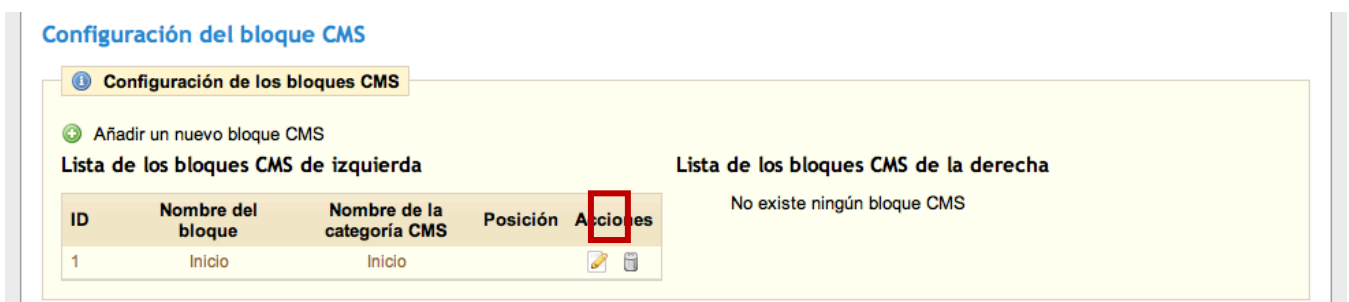 Configuración del bloque CMS
Configuración de los bloques CMS
Añadir un nuevo bloque CMS
Lista de los bloques CMS de izquierda
ID Nombre del bloque Nombre de la categoría CMS Posición Acciones
1 Inicio Inicio
Lista de los bloques CMS de la derecha
No existe ningún bloque CMS